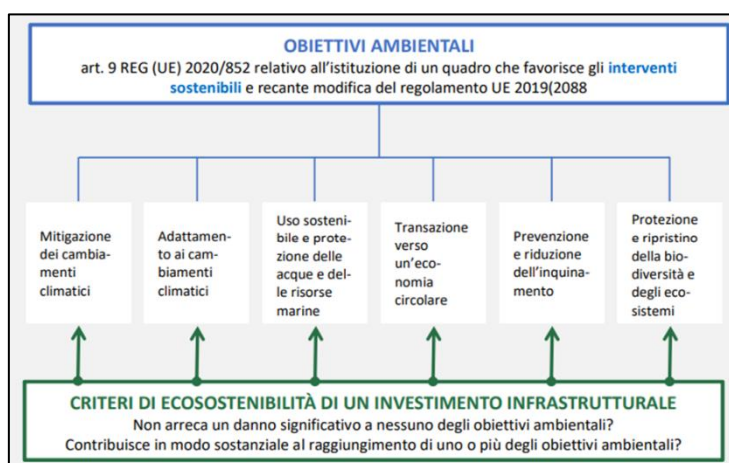 OBIETTIVI AMBIENTALI
art. 9 REG (UE) 2020/852 relativo all'istituzione di un quadro che favorisce gli interventi
sostenibili e recante modifica del regolamento UE 2019(2088
Mitigazione
dei cambia-
menti
climatici
Adattamen-
to ai cam-
biamenti
climatici
Uso sosteni-
bile e prote-
zione delle
acque e del-
le risorse
marine
Transazione
verso
un'eco-
nomia
circolare
Prevenzione
e riduzione
dell'inquina-
mento
Protezione
e ripristino
della bio-
diversità e
degli eco-
sistemi
CRITERI DI ECOSOSTENIBILITÀ DI UN INVESTIMENTO INFRASTRUTTURALE
Non arreca un danno significativo a nessuno degli obiettivi ambientali?
Contribuisce in modo sostanziale al raggiungimento di uno o più degli obiettivi ambientali?